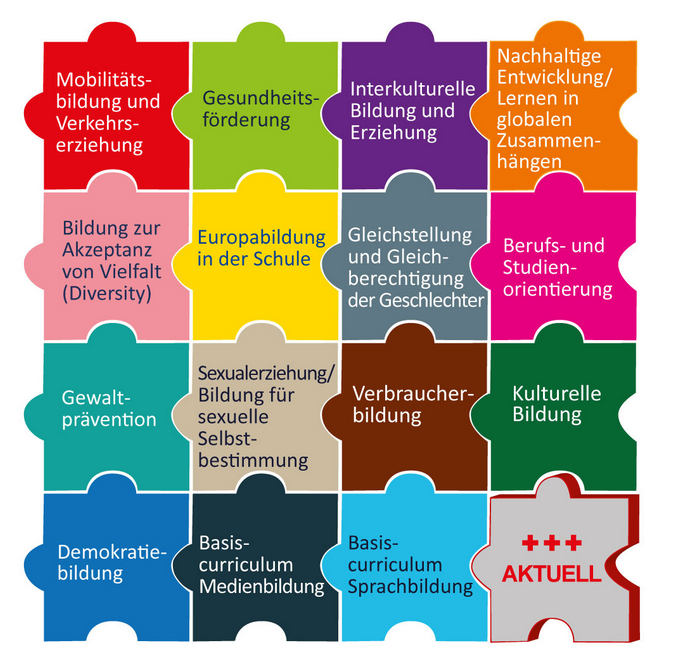 Mobilitäts-
bildung und
Verkehrs-
erziehung
Gesundheits-
förderung
Interkulturelle
Bildung und
Erziehung
Nachhaltige
Entwicklung/
Lernen in
globalen
Zusammen-
hängen
Bildung zur
Akzeptanz
von Vielfalt
(Diversity)
Europabildung
in der Schule
Gleichstellung
und Gleich-
berechtigung
der Geschlechter
Berufs- und
Studien-
orientierung
Gewalt-
prävention
Sexualerziehung/
Bildung für
sexuelle
Selbst-
bestimmung
Verbraucher-
bildung
Kulturelle
Bildung
Demokratie-
bildung
Basis-
curriculum
Medienbildung
Basis-
curriculum
Sprachbildung
+++
AKTUELL